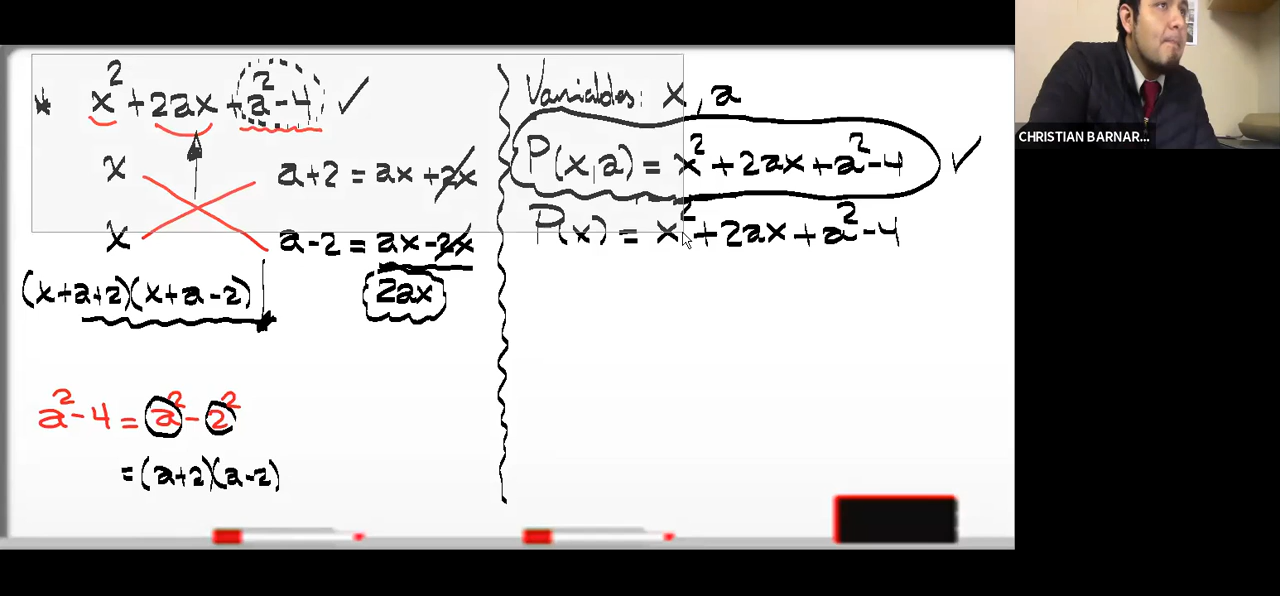 * x² + 2ax + a² - 4 ✓
x a+2 = ax + 2x
x a-2 = ax - 2x
(x+a+2)(x+a-2) 2ax
a² - 4 = a² - 2²
= (a+2)(a-2)
Variables: x, a
P(x,a) = x² + 2ax + a² - 4 ✓
P(x) = x² + 2ax + a² - 4
CHRISTIAN BARNAR...